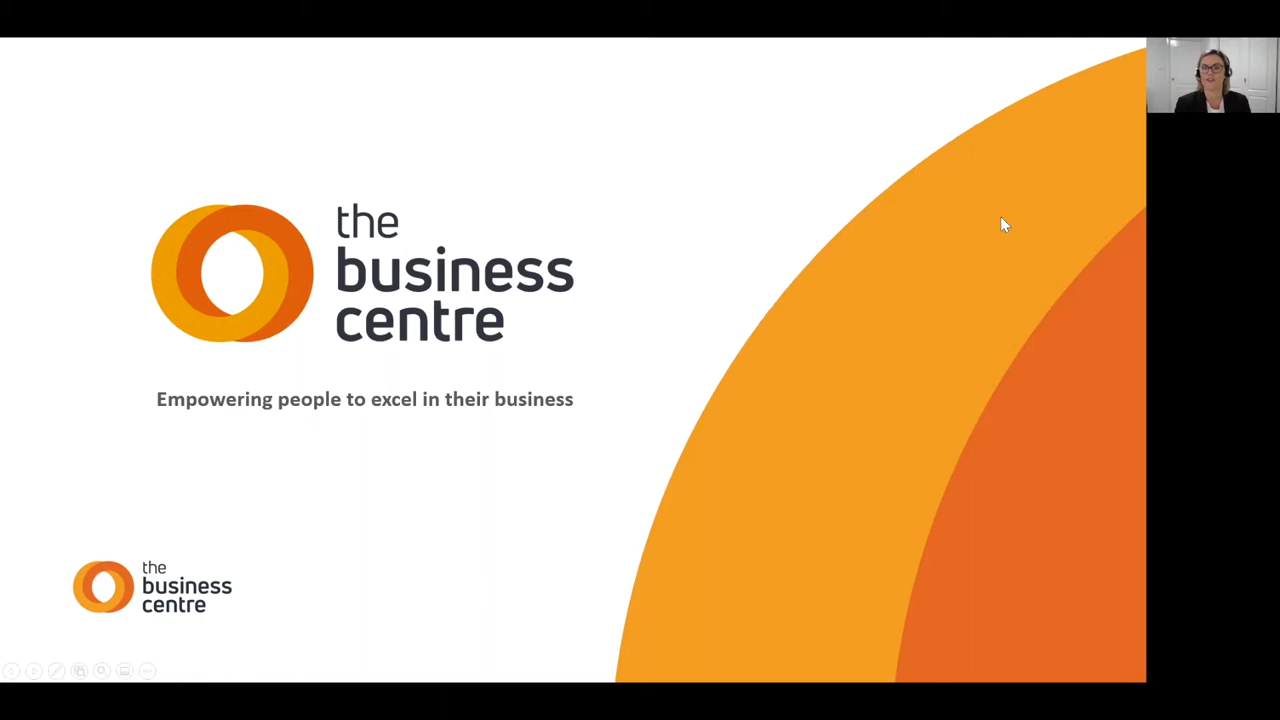 the
business
centre
Empowering people to excel in their business
the
business
centre